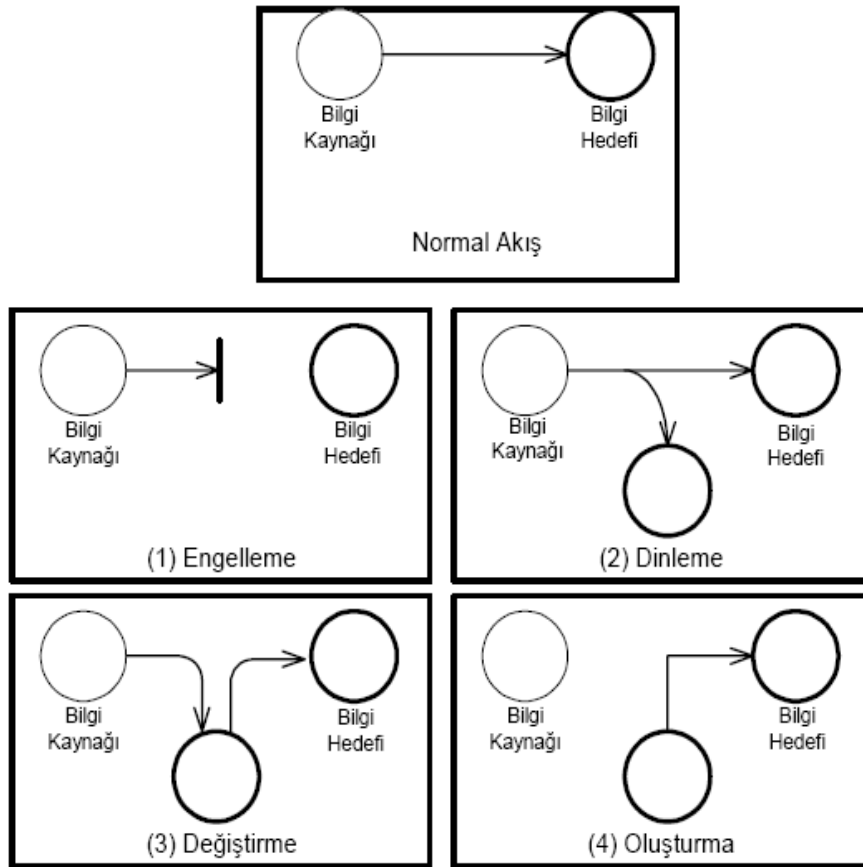 Bilgi
Kaynağı
Bilgi
Hedefi
Normal Akış
Bilgi
Kaynağı
Bilgi
Hedefi
(1) Engelleme
Bilgi
Kaynağı
Bilgi
Hedefi
(2) Dinleme
Bilgi
Kaynağı
Bilgi
Hedefi
(3) Değiştirme
Bilgi
Kaynağı
Bilgi
Hedefi
(4) Oluşturma